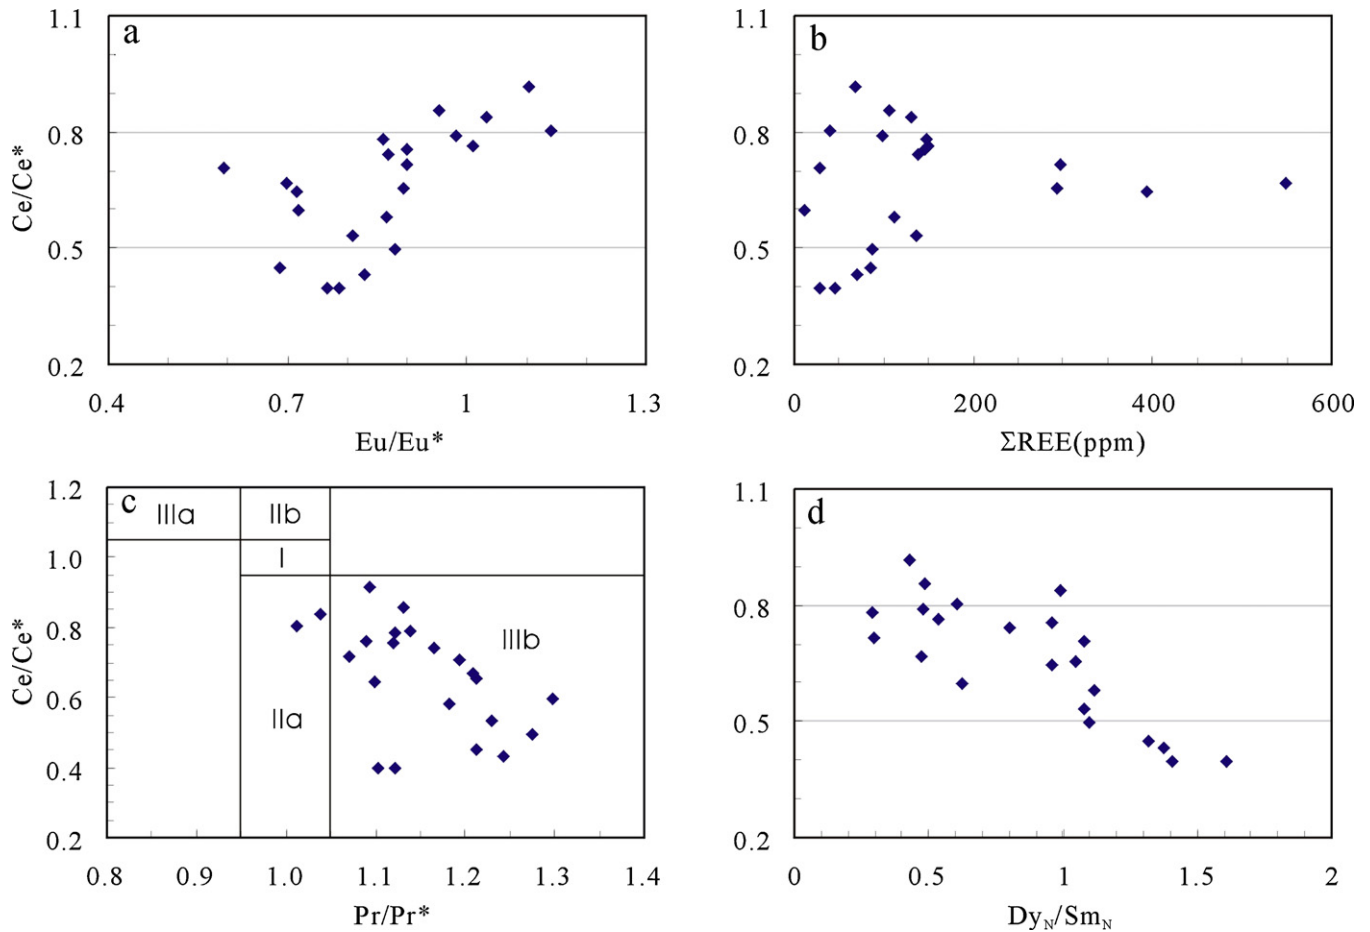 a
1.1
0.8
0.5
0.2
Ce/Ce*
0.4 0.7 1 1.3
Eu/Eu*
b
1.1
0.8
0.5
0.2
0 200 400 600
ΣREE(ppm)
c
1.2
1.0
0.8
0.6
0.4
0.2
Ce/Ce*
IIIa IIb
I
IIIb
IIa
0.8 0.9 1.0 1.1 1.2 1.3 1.4
Pr/Pr*
d
1.1
0.8
0.5
0.2
0 0.5 1 1.5 2
DyN/SmN